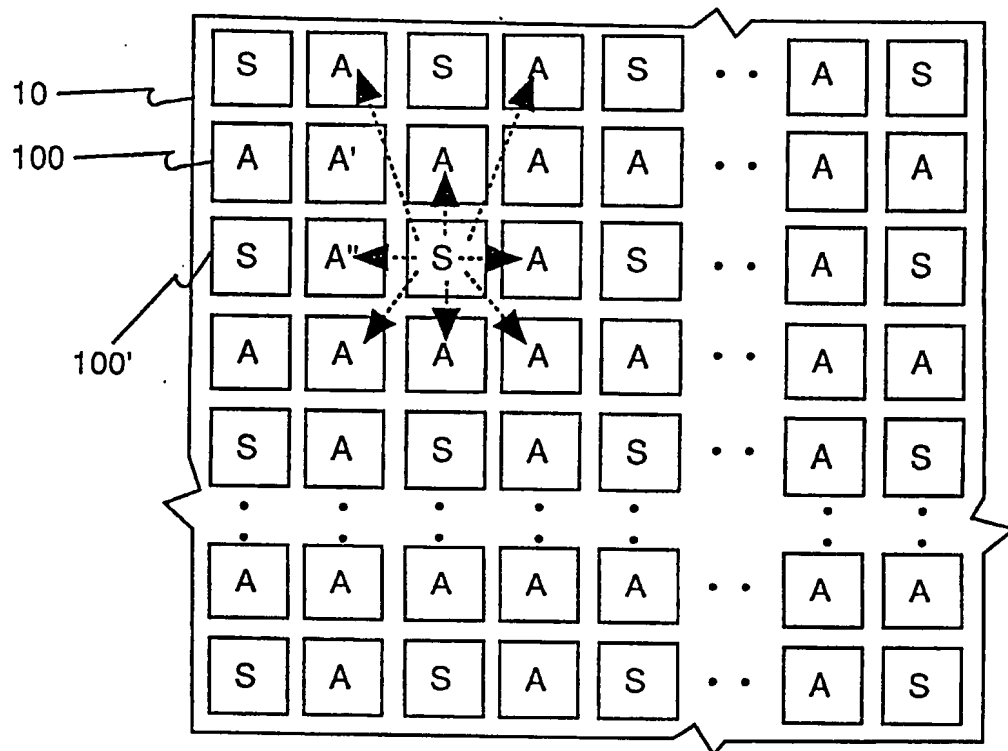 S A S A S · · A S
10
100 A A' A A A · · A A
S A" S A S · · A S
100' A A A A A · · A A
S A S A S · · A S
A A A A A · · A A
S A S A S · · A S